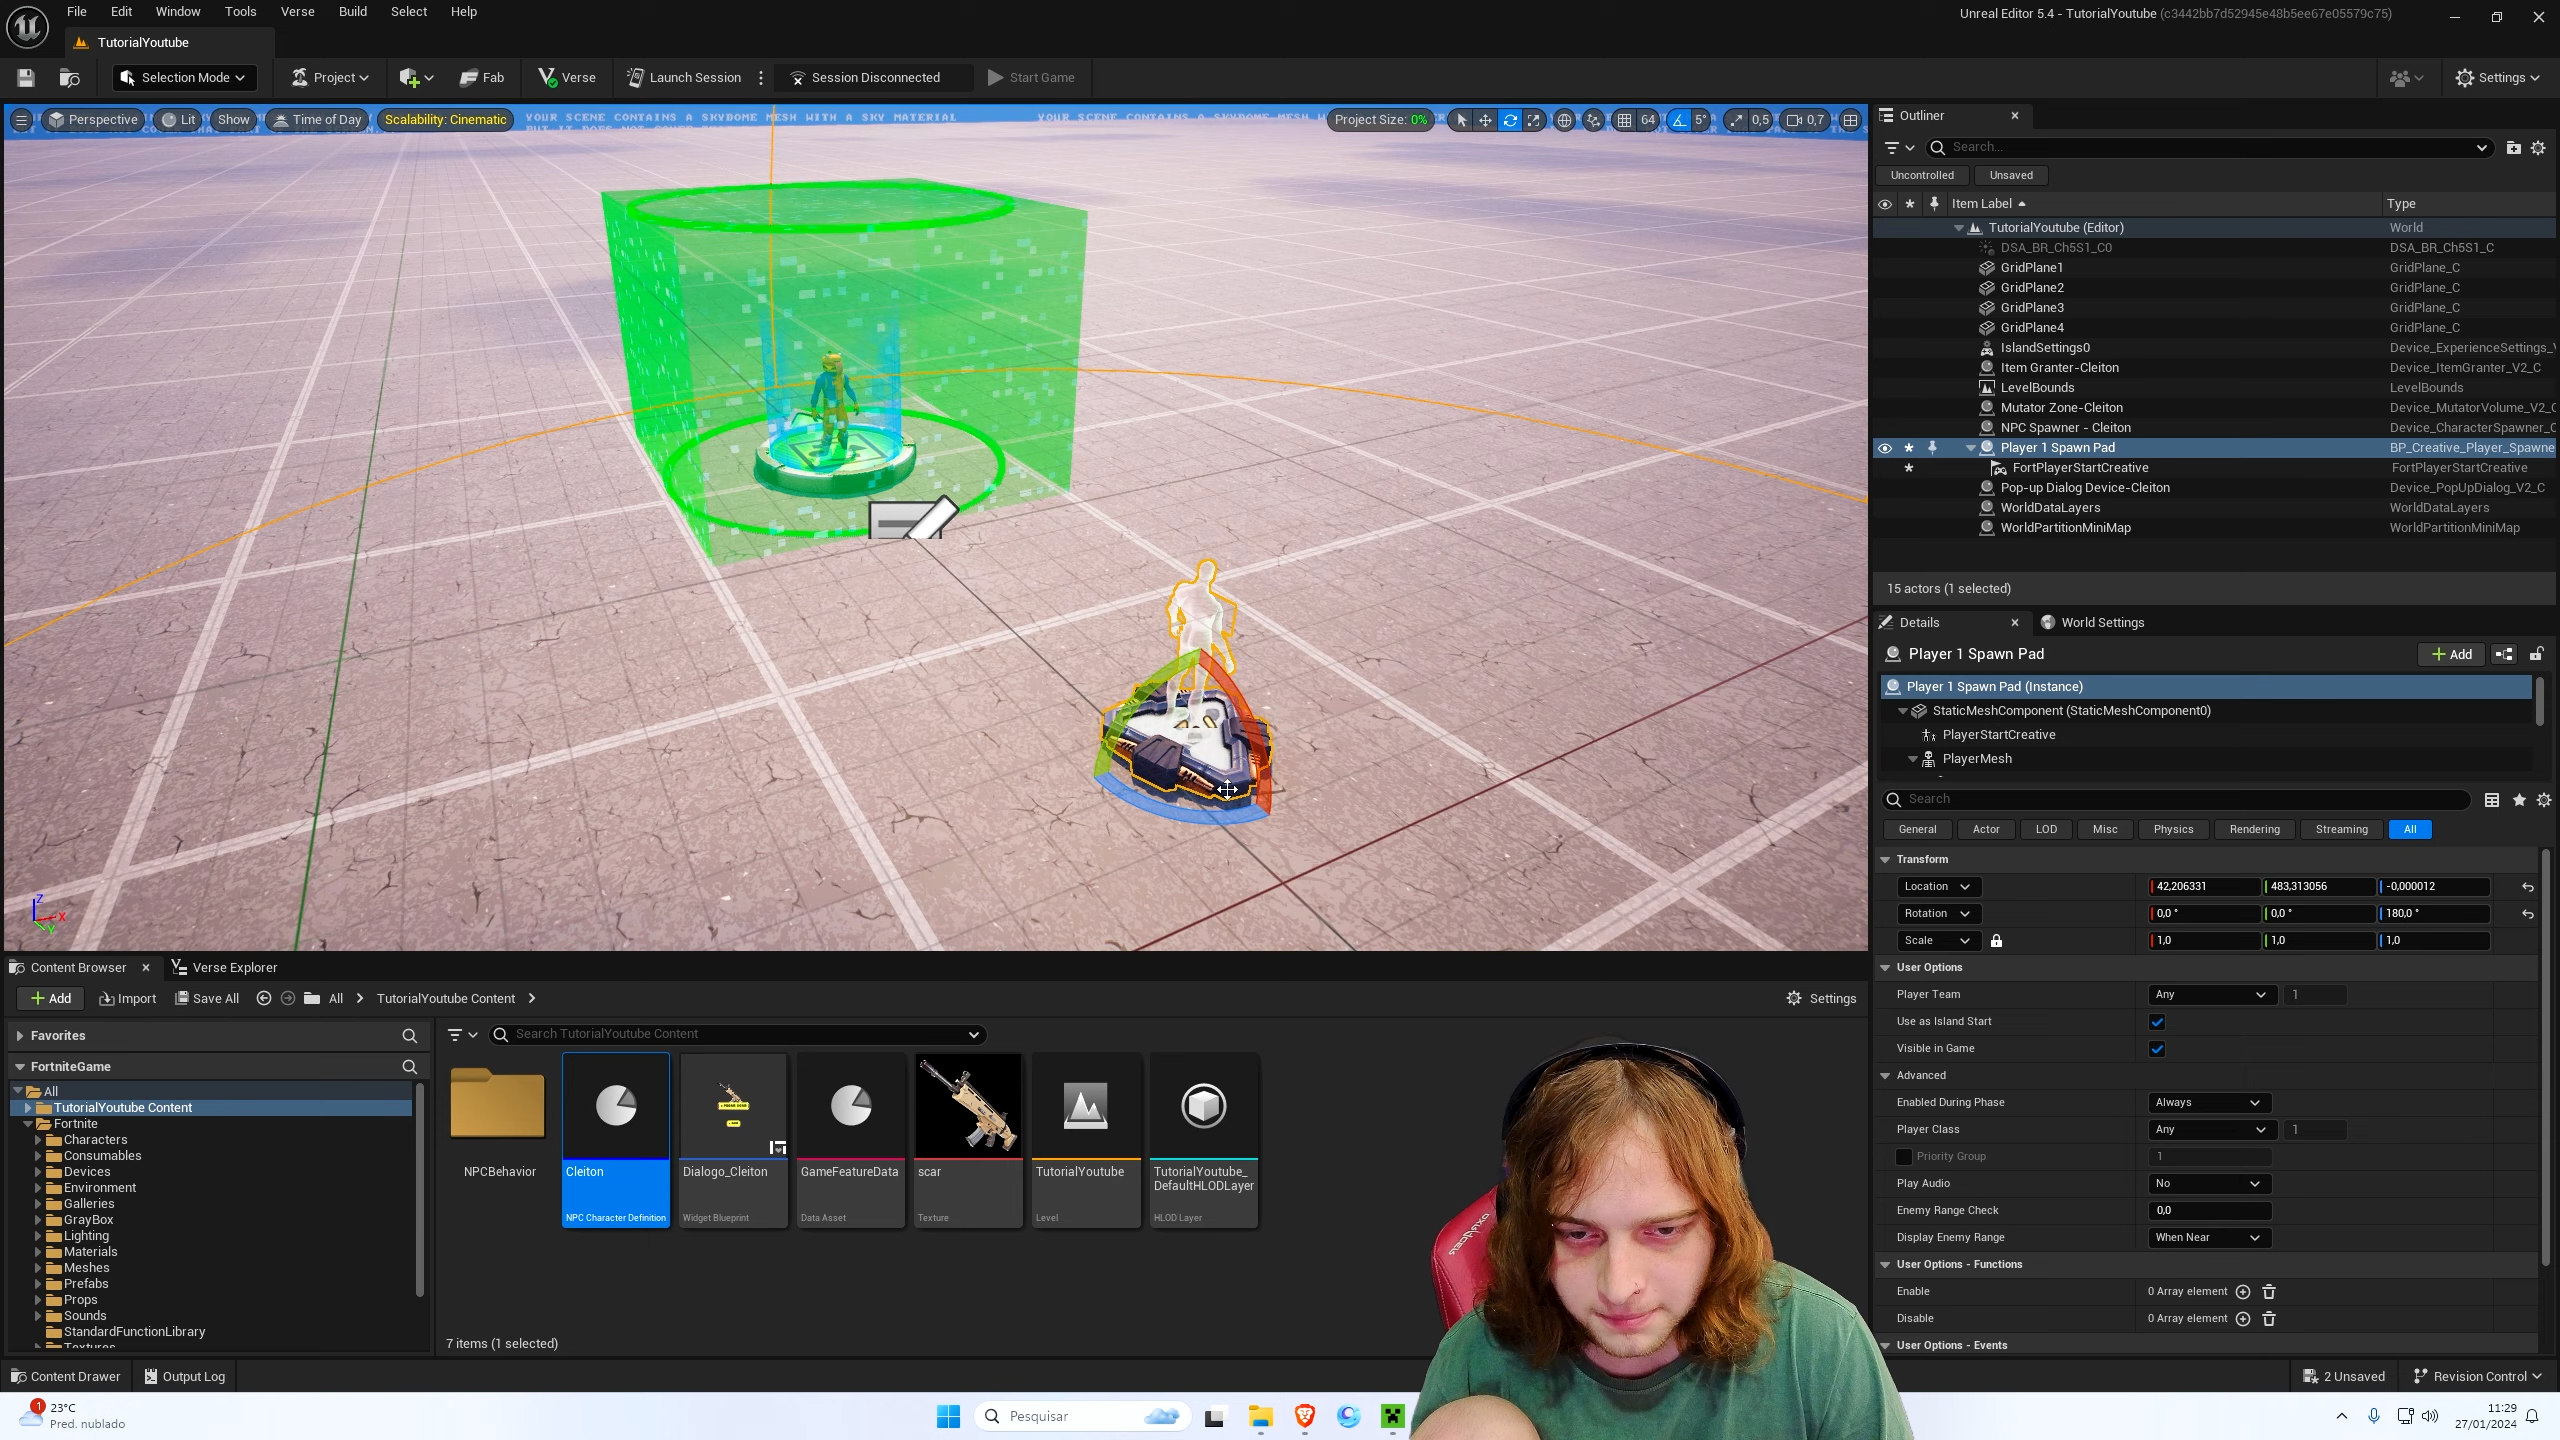 File Edit Window Tools Verse Build Select Help
Unreal Editor 5.4 - TutorialYoutube (c3442bb7d52945e48b5ee67e05579c75)
TutorialYoutube
Selection Mode Project Fab Verse Launch Session Session Disconnected Start Game Settings
Perspective Lit Show Time of Day Scalability: Cinematic
YOUR SCENE CONTAINS A SKYDOME MESH WITH A SKY MATERIAL
Project Size: 0% 64 5° 0,5 0,7
Outliner
Search...
Uncontrolled Unsaved
Item Label Type
TutorialYoutube (Editor) World
DSA_BR_Ch5S1_C0 DSA_BR_Ch5S1_C
GridPlane1 GridPlane_C
GridPlane2 GridPlane_C
GridPlane3 GridPlane_C
GridPlane4 GridPlane_C
IslandSettings0 Device_ExperienceSettings_
Item Granter-Cleiton Device_ItemGranter_V2_C
LevelBounds LevelBounds
Mutator Zone-Cleiton Device_MutatorVolume_V2_C
NPC Spawner - Cleiton Device_CharacterSpawner_C
Player 1 Spawn Pad BP_Creative_Player_Spawne
FortPlayerStartCreative FortPlayerStartCreative
Pop-up Dialog Device-Cleiton Device_PopUpDialog_V2_C
WorldDataLayers WorldDataLayers
WorldPartitionMiniMap WorldPartitionMiniMap
15 actors (1 selected)
Details World Settings
Player 1 Spawn Pad Add
Player 1 Spawn Pad (Instance)
StaticMeshComponent (StaticMeshComponent0)
PlayerStartCreative
PlayerMesh
Search
General Actor LOD Misc Physics Rendering Streaming All
Transform
Location 42,206331 483,313056 -0,000012
Rotation 0,0 ° 0,0 ° 180,0 °
Scale 1,0 1,0 1,0
User Options
Player Team Any 1
Use as Island Start
Visible in Game
Advanced
Enabled During Phase Always
Player Class Any 1
Priority Group 1
Play Audio No
Enemy Range Check 0,0
Display Enemy Range When Near
User Options - Functions
Enable 0 Array element
Disable 0 Array element
User Options - Events
Z X Y
Content Browser Verse Explorer
Add Import Save All All TutorialYoutube Content Settings
Favorites
Search TutorialYoutube Content
FortniteGame
All
TutorialYoutube Content
Fortnite
Characters
Consumables
Devices
Environment
Galleries
GrayBox
Lighting
Materials
Meshes
Prefabs
Props
Sounds
StandardFunctionLibrary
Textures
NPCBehavior
Cleiton
NPC Character Definition
Dialogo_Cleiton
Widget Blueprint
GameFeatureData
Data Asset
scar
Texture
TutorialYoutube
Level
TutorialYoutube_
DefaultHLODLayer
HLOD Layer
7 items (1 selected)
Content Drawer Output Log 2 Unsaved Revision Control
1 23°C
Pred. nublado
Pesquisar
11:29
27/01/2024